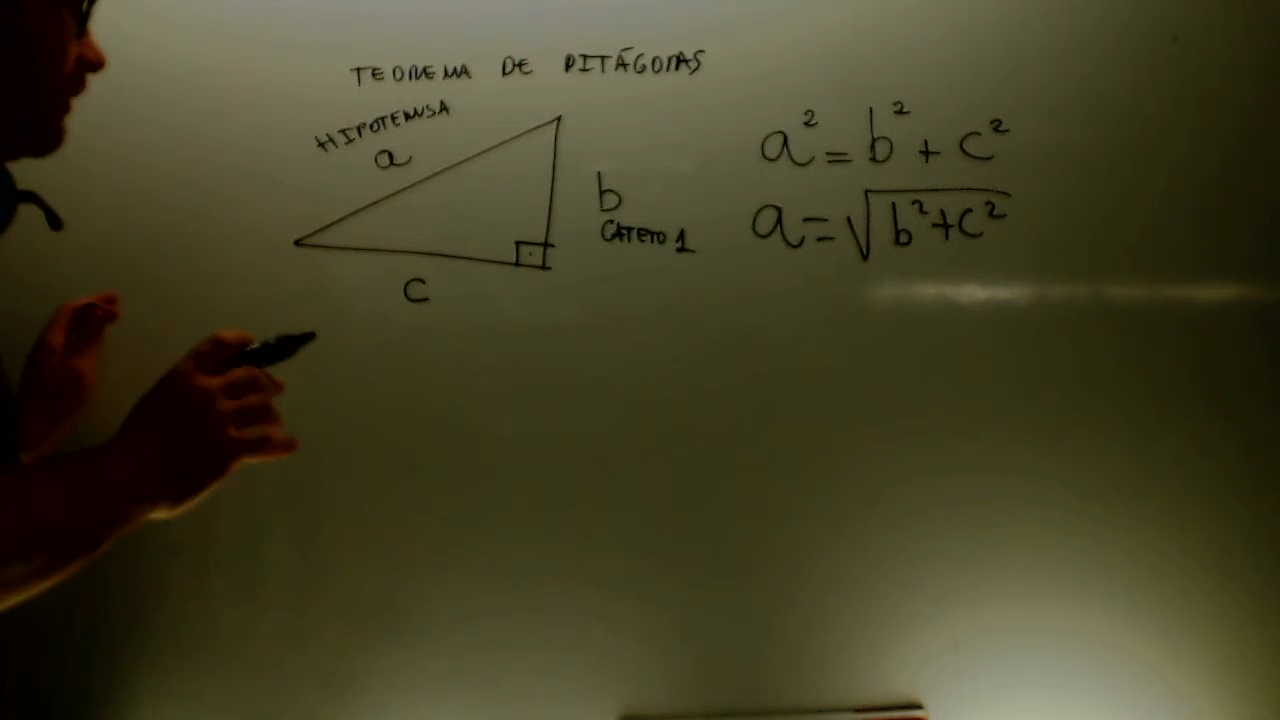 TEOREMA DE PITÁGORAS
HIPOTENUSA
a
b
CATETO 1
c
a² = b² + c²
a = √b²+c²